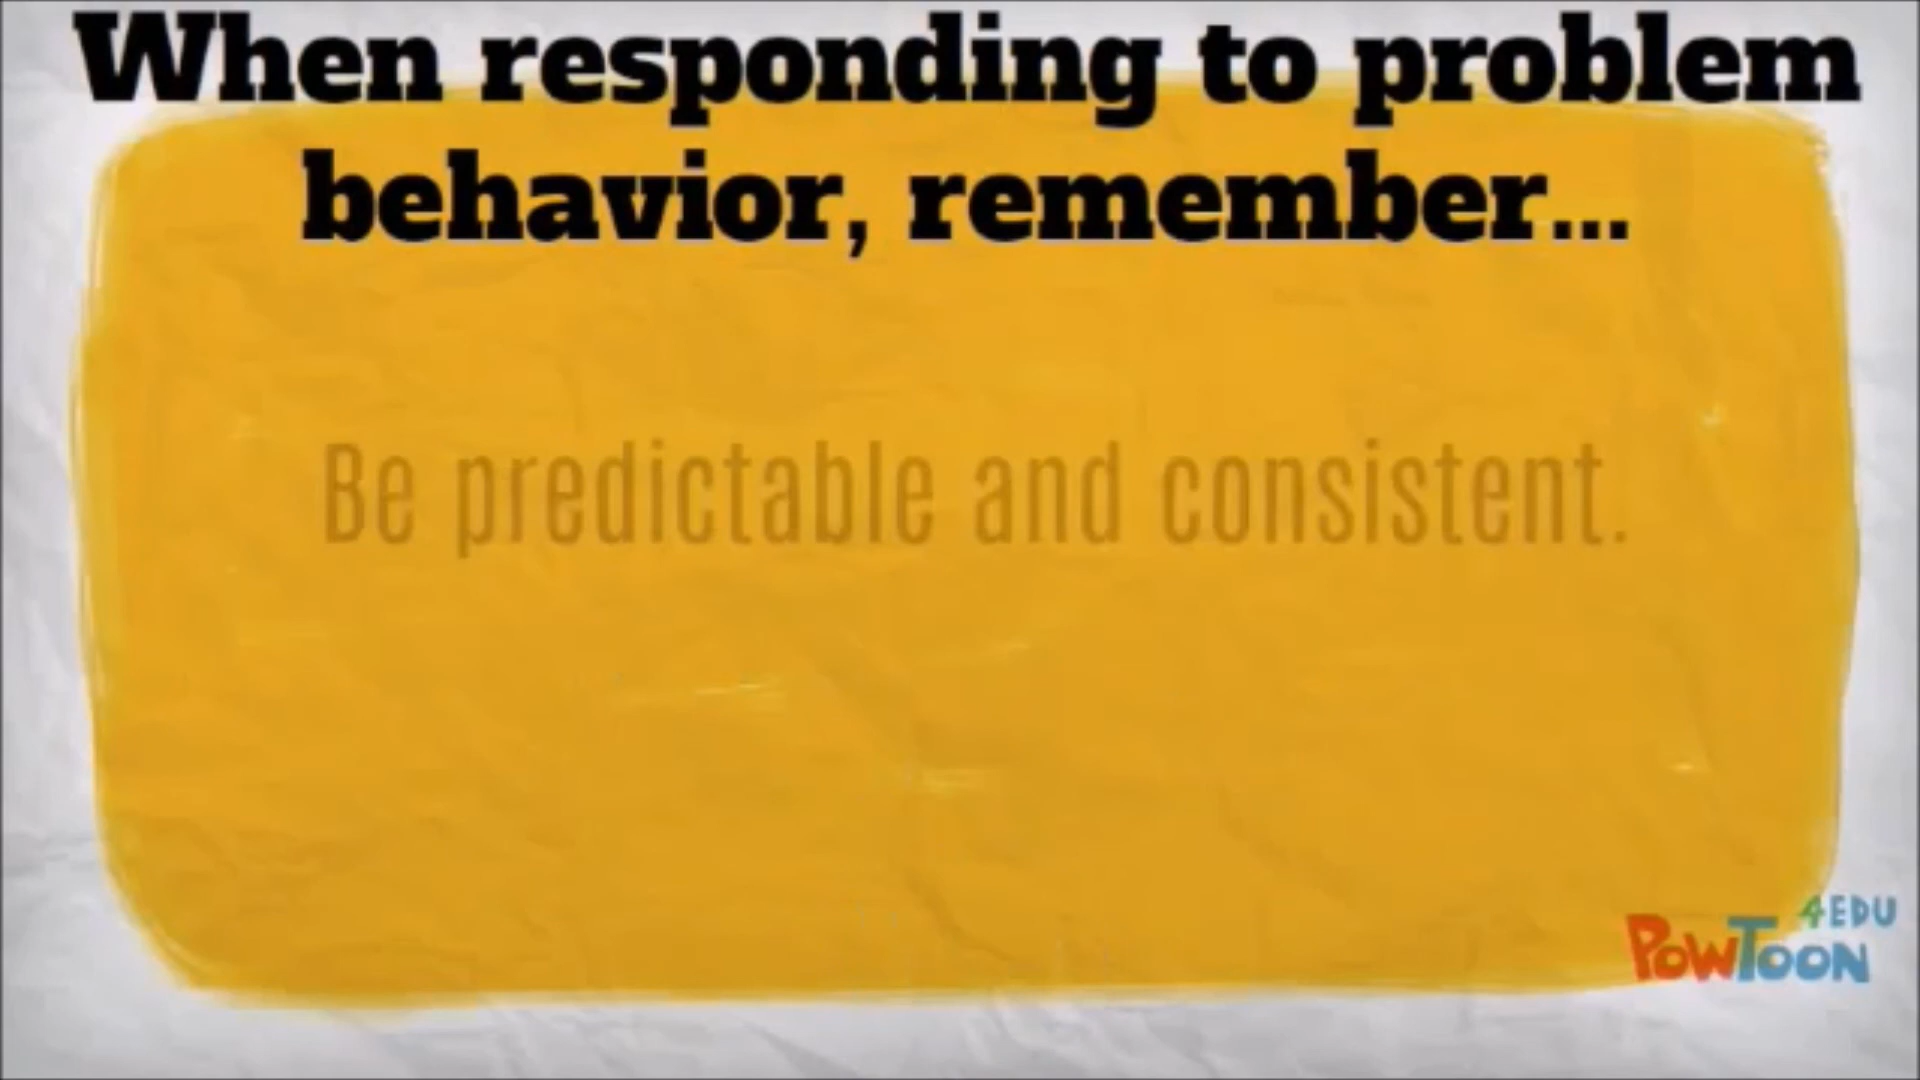 When responding to problem
behavior, remember...
Be predictable and consistent.
4EDU
POWTOON